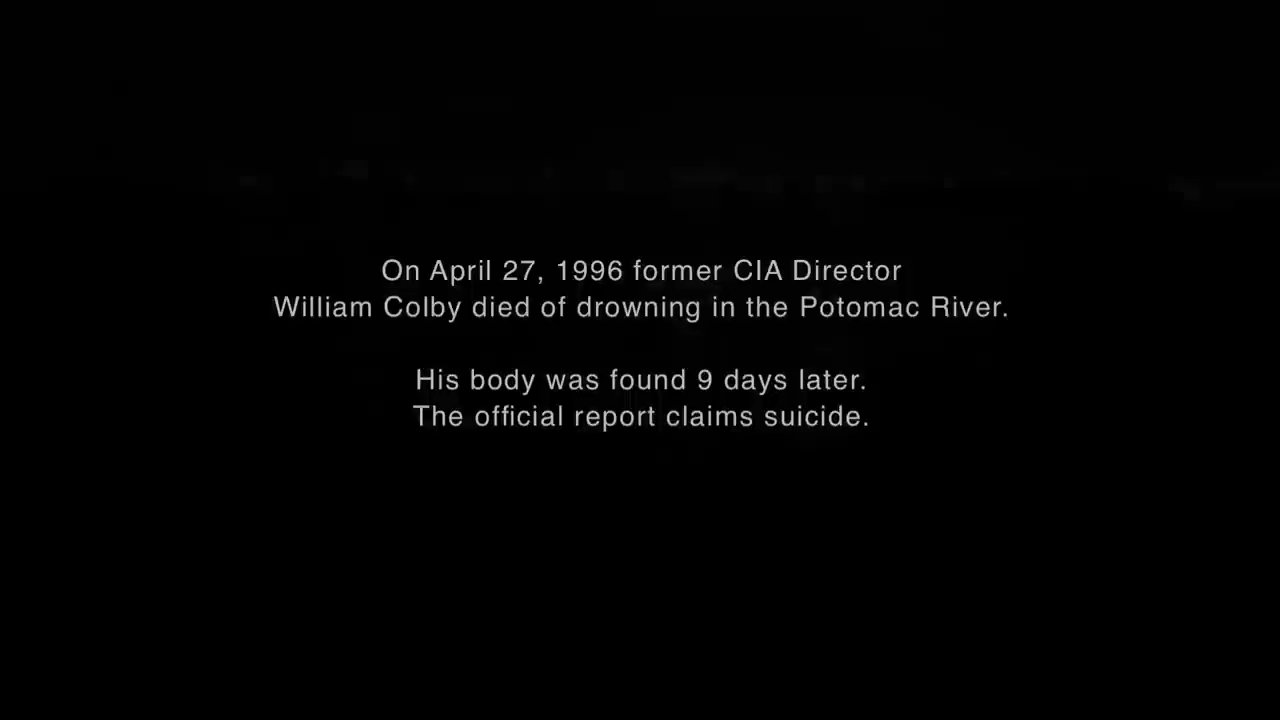 On April 27, 1996 former CIA Director
William Colby died of drowning in the Potomac River.
His body was found 9 days later.
The official report claims suicide.